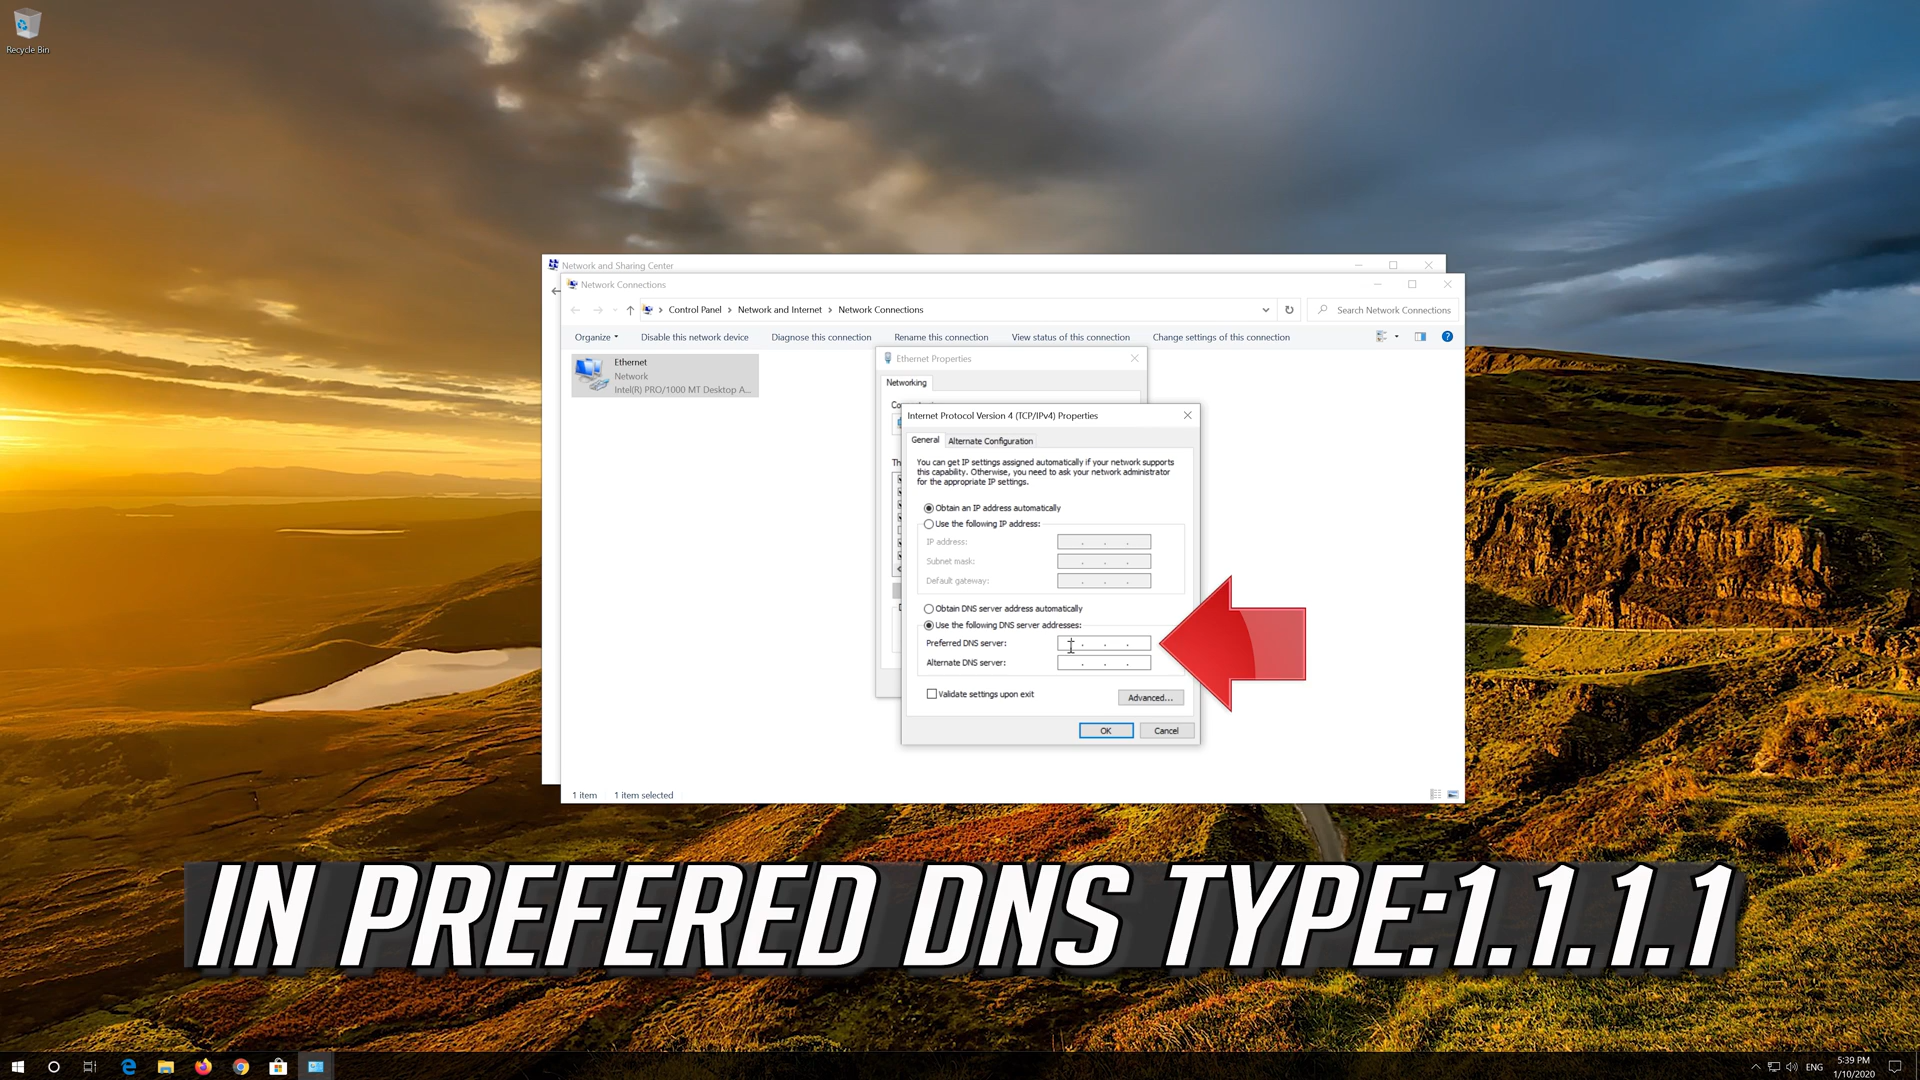 Recycle Bin
Network and Sharing Center
Network Connections
Control Panel > Network and Internet > Network Connections
Search Network Connections
Organize
Disable this network device
Diagnose this connection
Rename this connection
View status of this connection
Change settings of this connection
Ethernet
Network
Intel(R) PRO/1000 MT Desktop A...
Ethernet Properties
Networking
Internet Protocol Version 4 (TCP/IPv4) Properties
General
Alternate Configuration
You can get IP settings assigned automatically if your network supports
this capability. Otherwise, you need to ask your network administrator
for the appropriate IP settings.
Obtain an IP address automatically
Use the following IP address:
IP address:
Subnet mask:
Default gateway:
Obtain DNS server address automatically
Use the following DNS server addresses:
Preferred DNS server:
Alternate DNS server:
Validate settings upon exit
Advanced...
OK
Cancel
1 item
1 item selected
IN PREFERED DNS TYPE:1.1.1.1
ENG
5:39 PM
1/10/2020